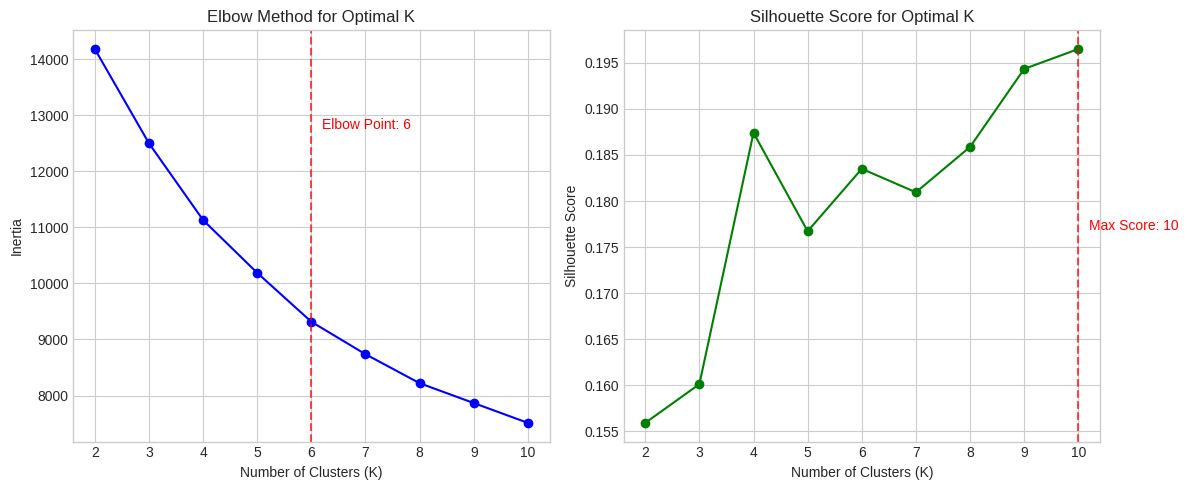 Elbow Method for Optimal K
14000
13000
12000
11000
10000
9000
8000
Inertia
Elbow Point: 6
2 3 4 5 6 7 8 9 10
Number of Clusters (K)
Silhouette Score for Optimal K
0.195
0.190
0.185
0.180
0.175
0.170
0.165
0.160
0.155
Silhouette Score
Max Score: 10
2 3 4 5 6 7 8 9 10
Number of Clusters (K)